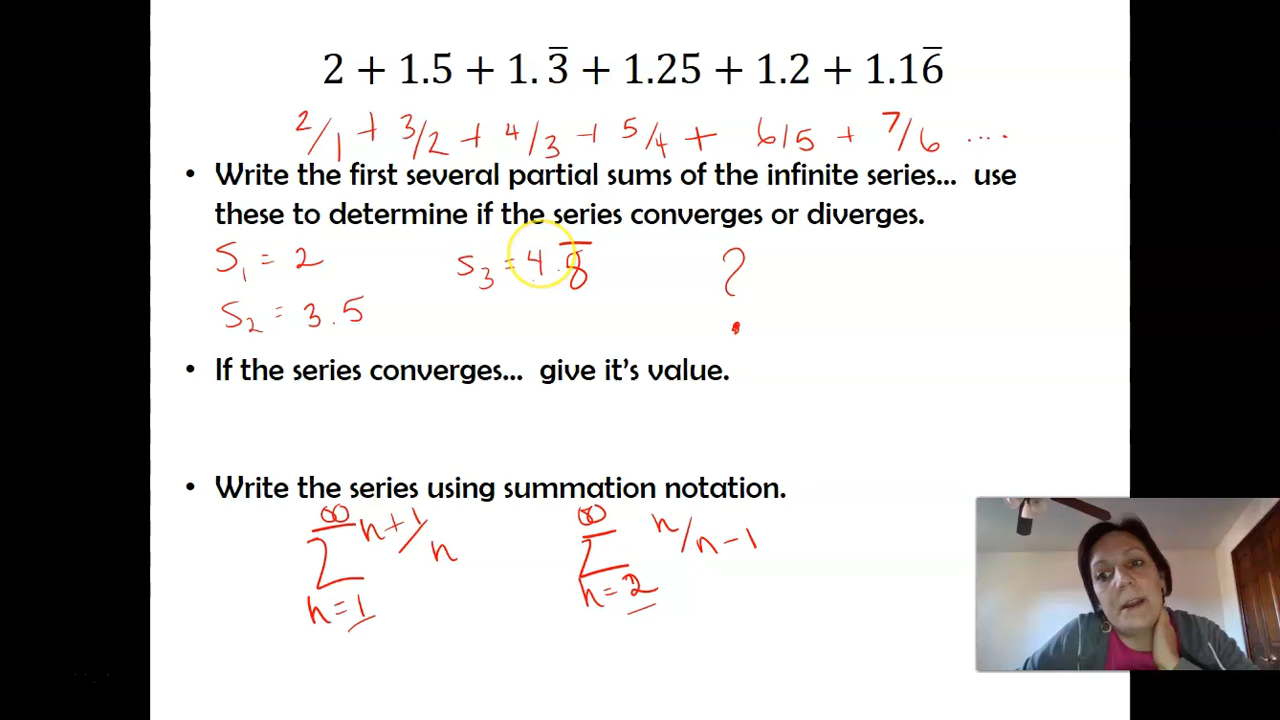 2 + 1.5 + 1.3̅ + 1.25 + 1.2 + 1.16̅
2/1 + 3/2 + 4/3 + 5/4 + 6/5 + 7/6 ....
• Write the first several partial sums of the infinite series... use
these to determine if the series converges or diverges.
S₁ = 2
S₃ = 4.8̅
?
S₂ = 3.5
• If the series converges... give it's value.
• Write the series using summation notation.
∞ Σ n=1 n+1/n
∞ Σ n=2 n/n-1